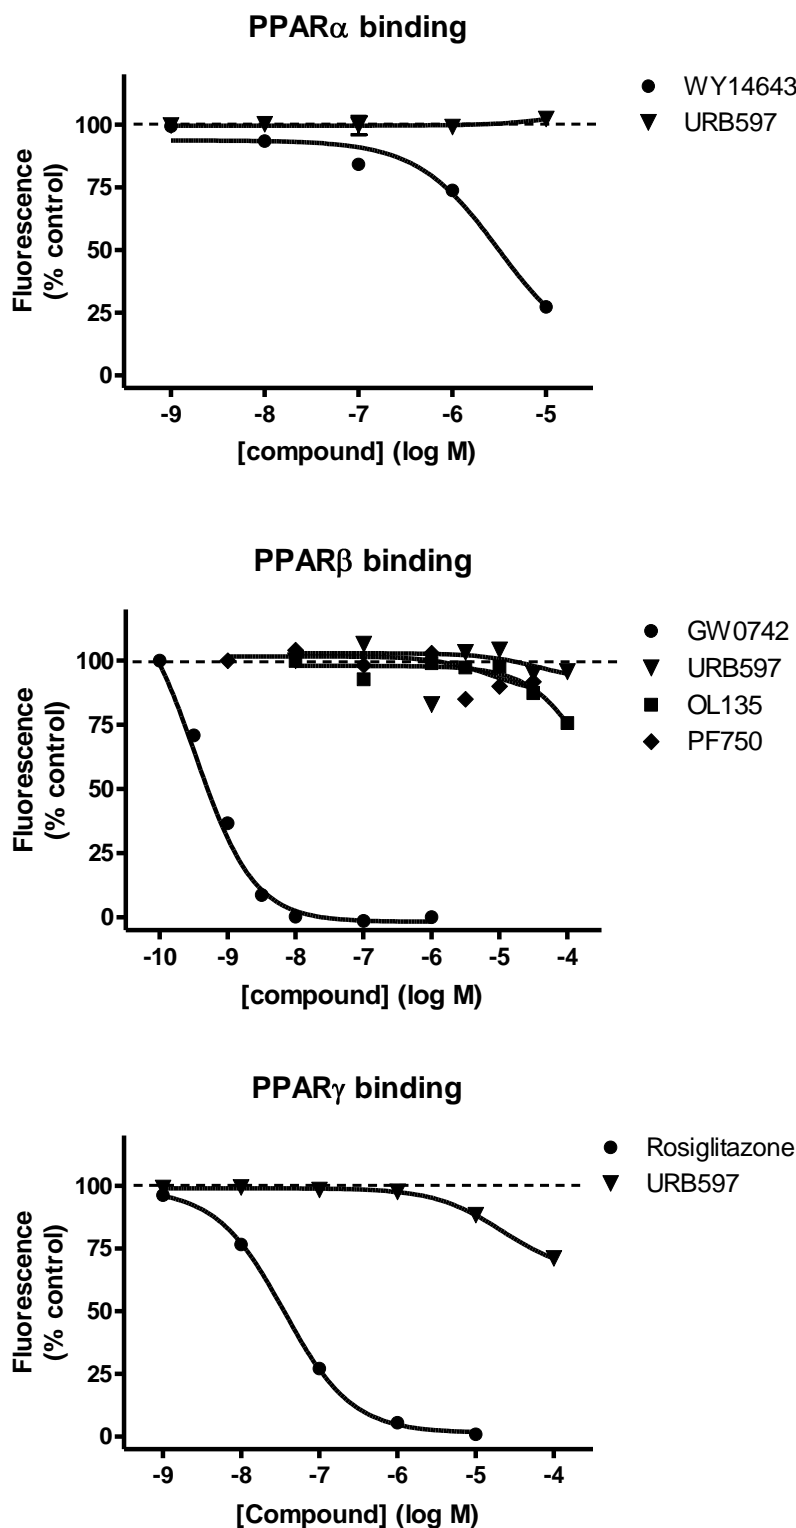 PPARα binding
WY14643
URB597
100
75
50
25
0
Fluorescence
(% control)
-9 -8 -7 -6 -5
[compound] (log M)
PPARβ binding
GW0742
URB597
OL135
PF750
100
75
50
25
0
Fluorescence
(% control)
-10 -9 -8 -7 -6 -5 -4
[compound] (log M)
PPARγ binding
Rosiglitazone
URB597
100
75
50
25
0
Fluorescence
(% control)
-9 -8 -7 -6 -5 -4
[Compound] (log M)